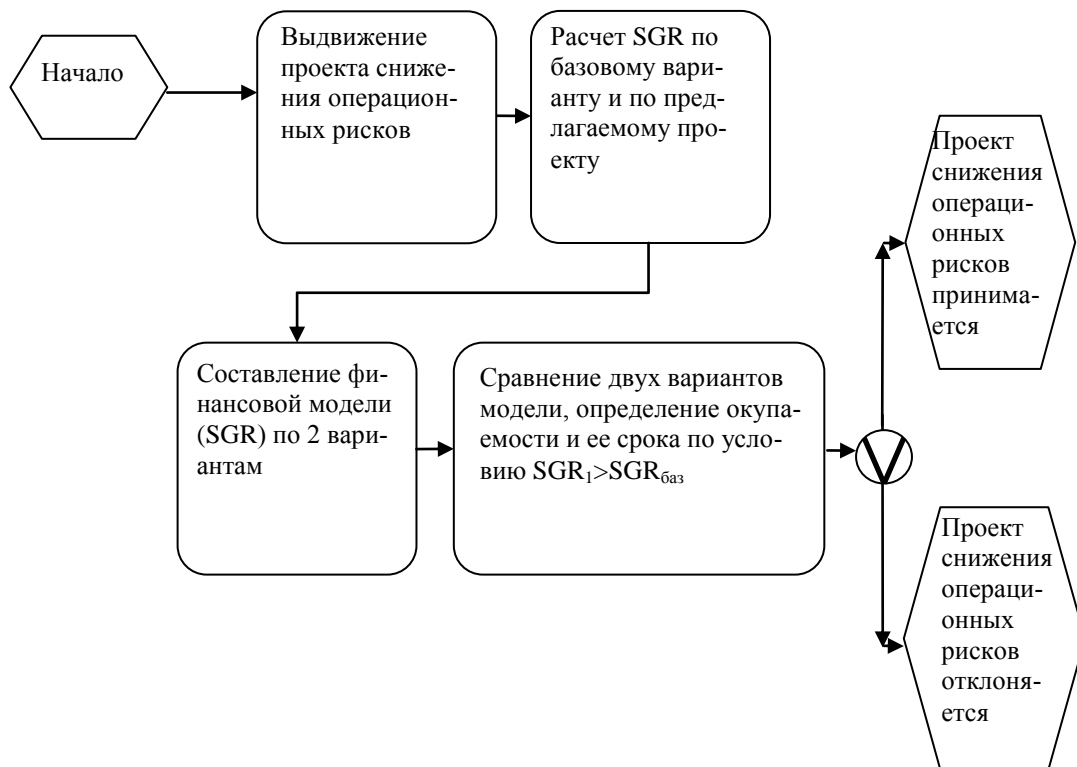 Начало
Выдвижение
проекта сниже-
ния операцион-
ных рисков
Расчет SGR по
базовому вари-
анту и по пред-
лагаемому про-
екту
Составление фи-
нансовой модели
(SGR) по 2 вари-
антам
Сравнение двух вариантов
модели, определение окупа-
емости и ее срока по усло-
вию SGR₁>SGRбаз
V
Проект
снижения
операци-
онных
рисков
принима-
ется
Проект
снижения
операци-
онных
рисков
отклоня-
ется